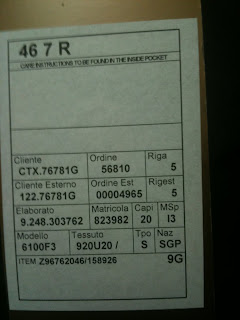 46 7 R
CARE INSTRUCTIONS TO BE FOUND IN THE INSIDE POCKET
Cliente Ordine Riga
CTX.76781G 56810 5
Cliente Esterno Ordine Est Rigest
122.76781G 00004965 5
Elaborato Matricola Capi MSp
9.248.303762 823982 20 I3
Modello Tessuto Tpo Naz
6100F3 920U20 / S SGP
ITEM Z96762046/158926 9G